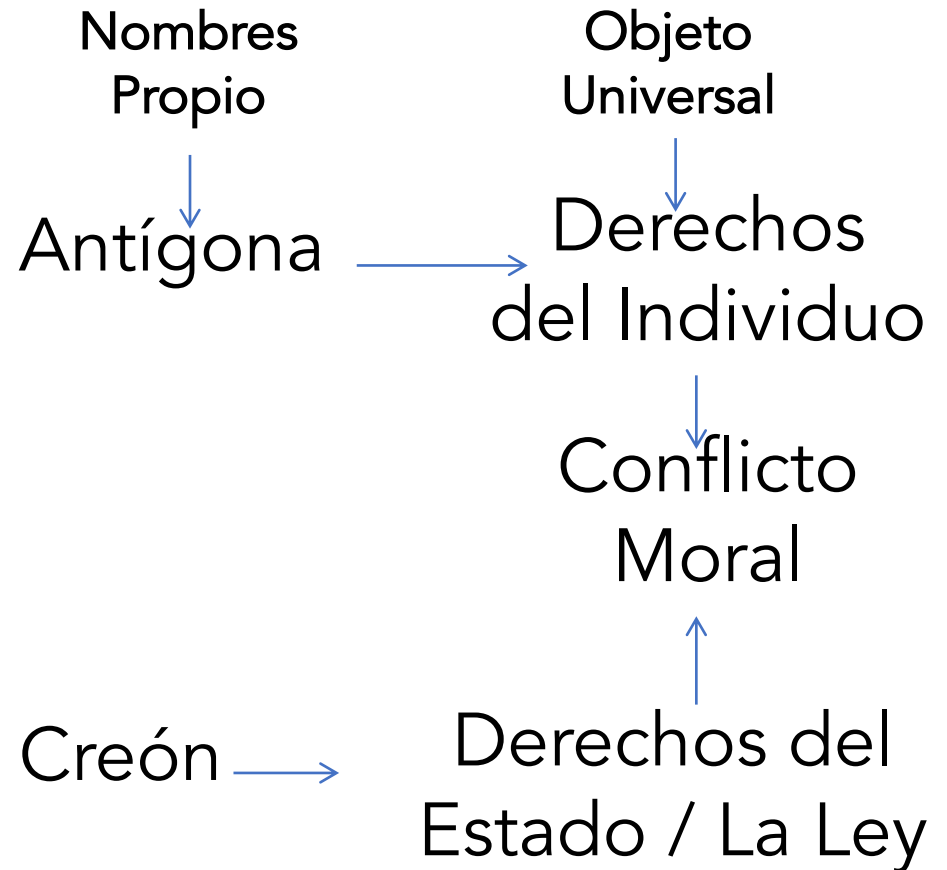 Nombres
Propio
Objeto
Universal
Antígona
Derechos
del Individuo
Conflicto
Moral
Creón
Derechos del
Estado / La Ley